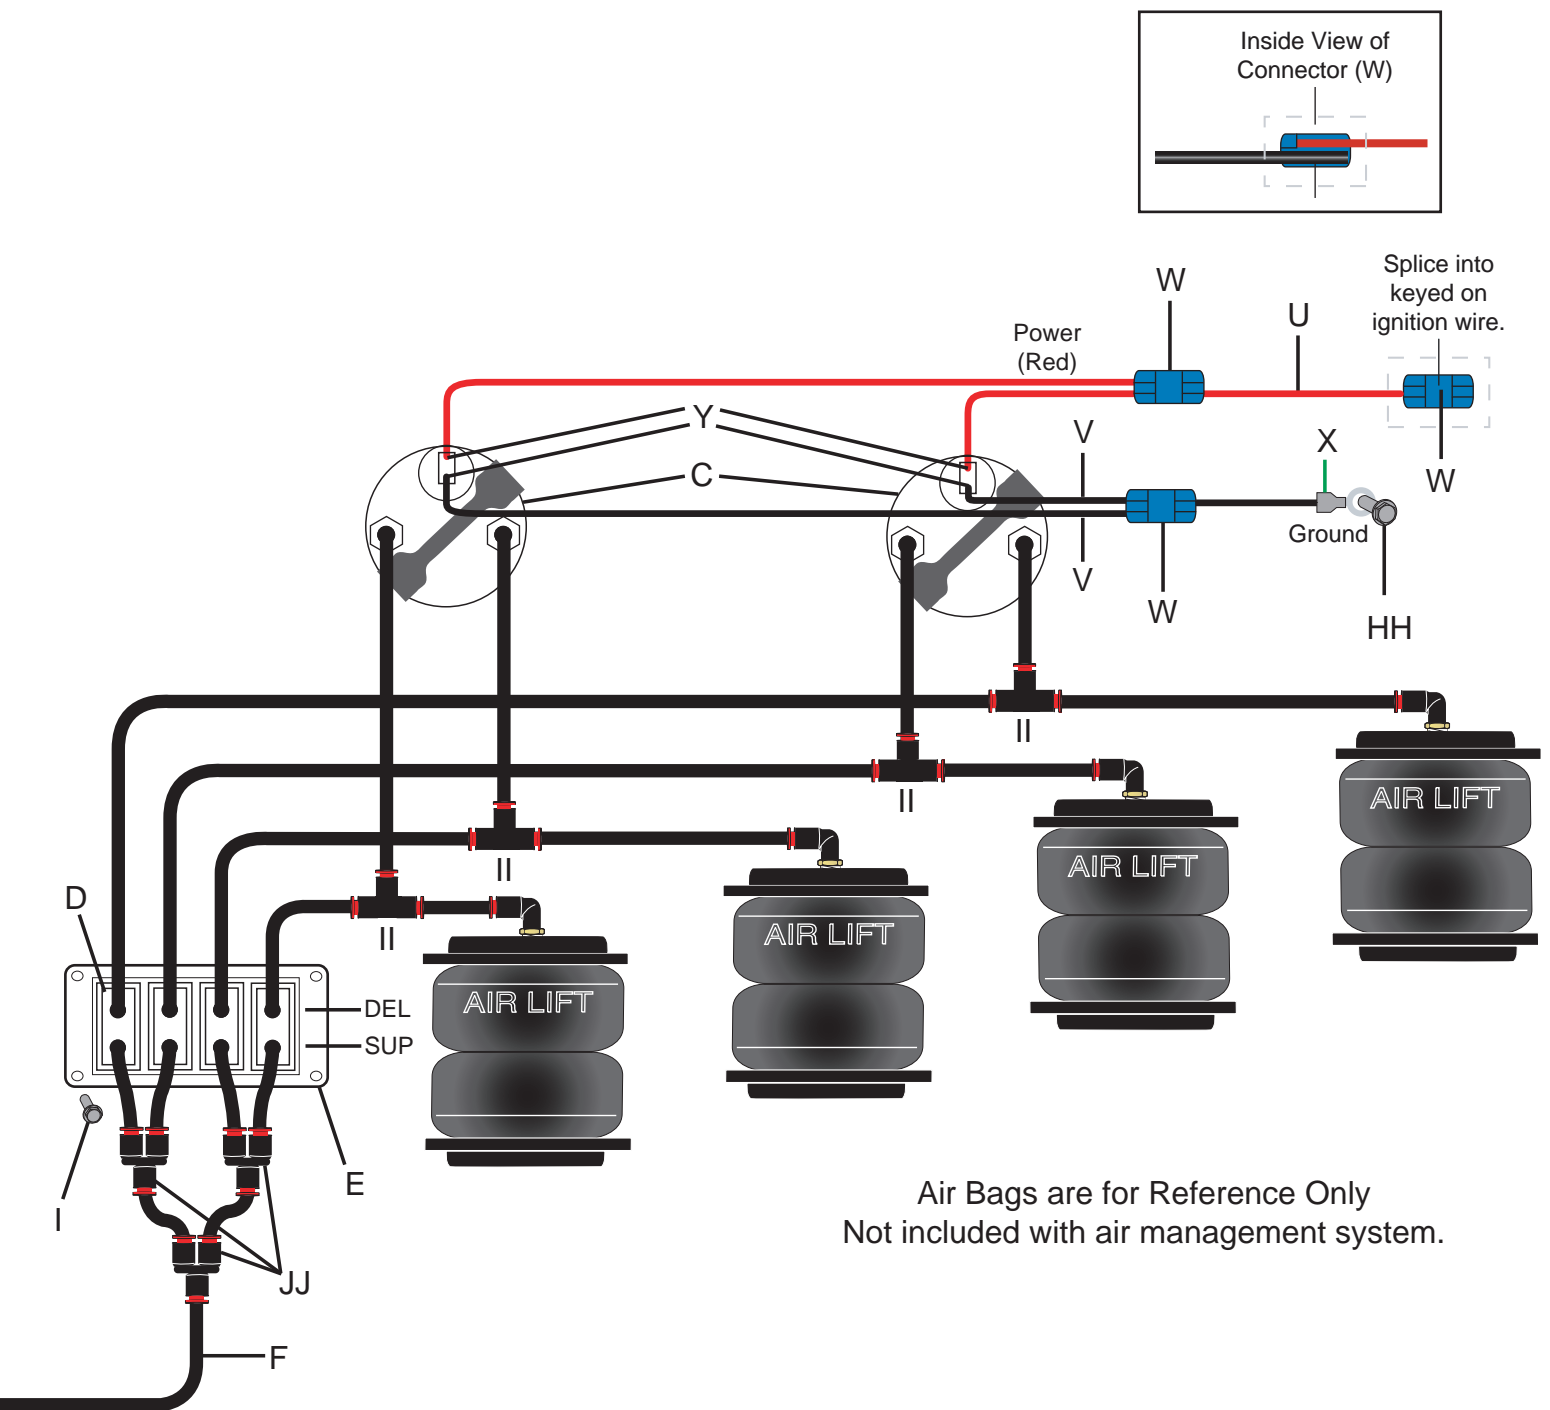 Inside View of
Connector (W)
Splice into
keyed on
ignition wire.
W
U
Power
(Red)
Y
V
X
C
W
Ground
V
W
HH
II
II
II
II
AIR LIFT
AIR LIFT
AIR LIFT
AIR LIFT
D
DEL
SUP
E
I
JJ
F
Air Bags are for Reference Only
Not included with air management system.